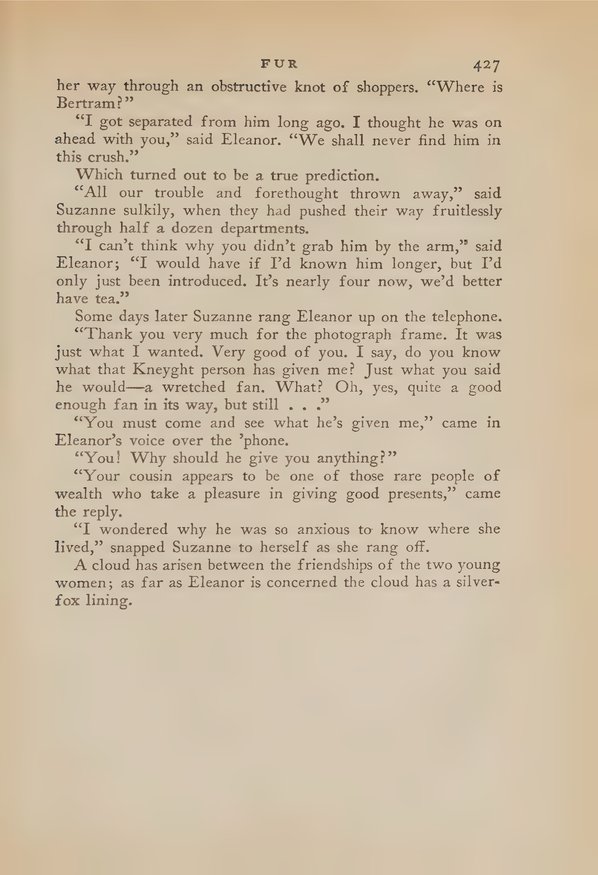 FUR 427
her way through an obstructive knot of shoppers. “Where is
Bertram?”
“I got separated from him long ago. I thought he was on
ahead with you,” said Eleanor. “We shall never find him in
this crush.”
Which turned out to be a true prediction.
“All our trouble and forethought thrown away,” said
Suzanne sulkily, when they had pushed their way fruitlessly
through half a dozen departments.
“I can’t think why you didn’t grab him by the arm,” said
Eleanor; “I would have if I’d known him longer, but I’d
only just been introduced. It’s nearly four now, we’d better
have tea.”
Some days later Suzanne rang Eleanor up on the telephone.
“Thank you very much for the photograph frame. It was
just what I wanted. Very good of you. I say, do you know
what that Kneyght person has given me? Just what you said
he would—a wretched fan. What? Oh, yes, quite a good
enough fan in its way, but still . . .”
“You must come and see what he’s given me,” came in
Eleanor’s voice over the ’phone.
“You! Why should he give you anything?”
“Your cousin appears to be one of those rare people of
wealth who take a pleasure in giving good presents,” came
the reply.
“I wondered why he was so anxious to know where she
lived,” snapped Suzanne to herself as she rang off.
A cloud has arisen between the friendships of the two young
women; as far as Eleanor is concerned the cloud has a silver-
fox lining.